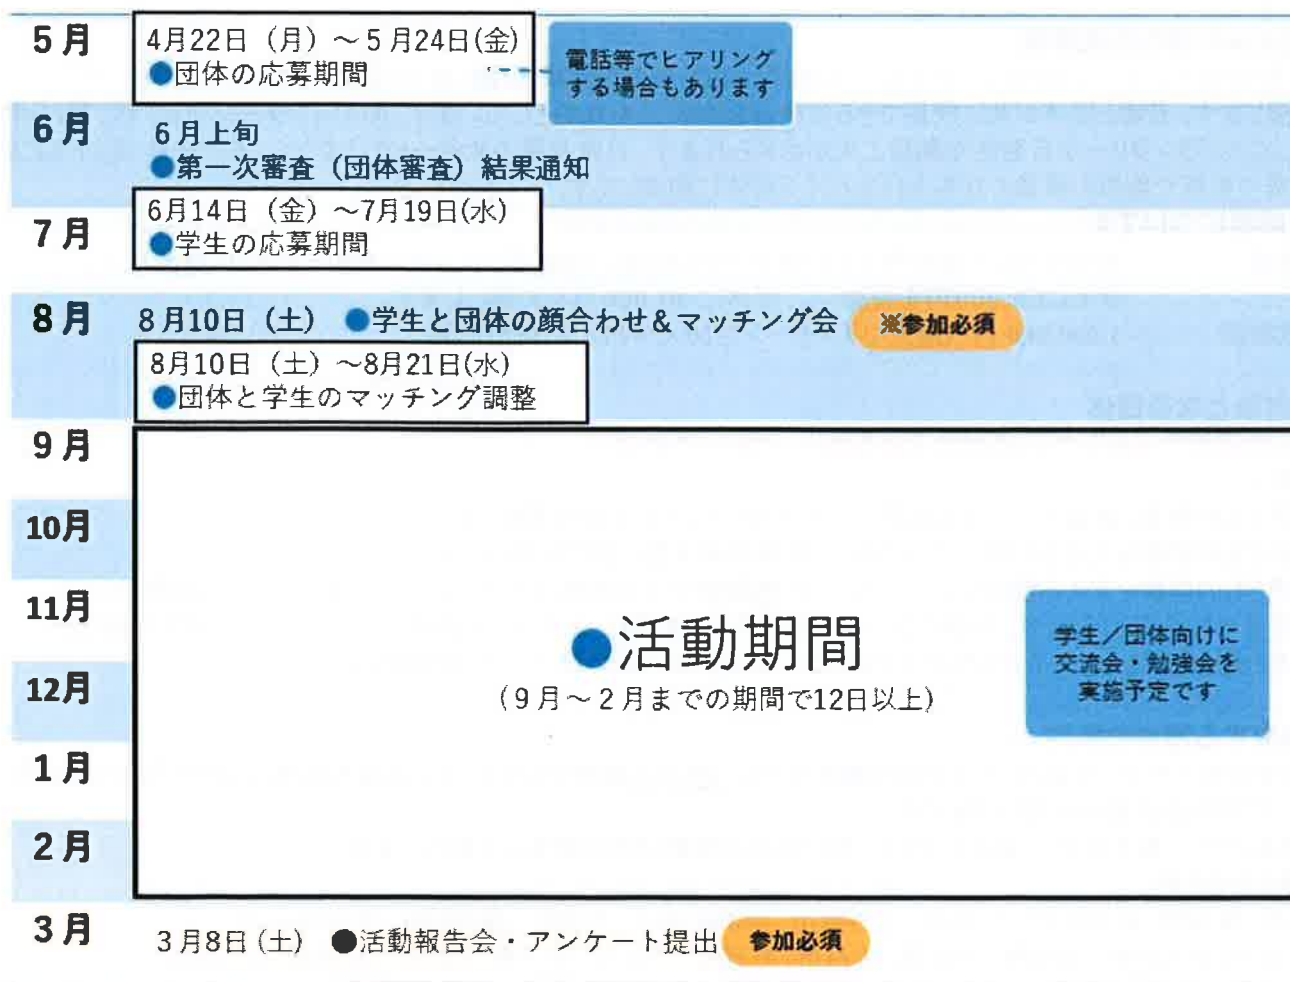 5月
4月22日（月）～5月24日(金)
●団体の応募期間
電話等でヒアリング
する場合もあります
6月
6月上旬
●第一次審査（団体審査）結果通知
7月
6月14日（金）～7月19日(水)
●学生の応募期間
8月
8月10日（土） ●学生と団体の顔合わせ＆マッチング会 ※参加必須
8月10日（土）～8月21日(水)
●団体と学生のマッチング調整
9月
10月
11月
12月
1月
2月
●活動期間
（9月～2月までの期間で12日以上）
学生／団体向けに
交流会・勉強会を
実施予定です
3月
3月8日(土) ●活動報告会・アンケート提出 参加必須